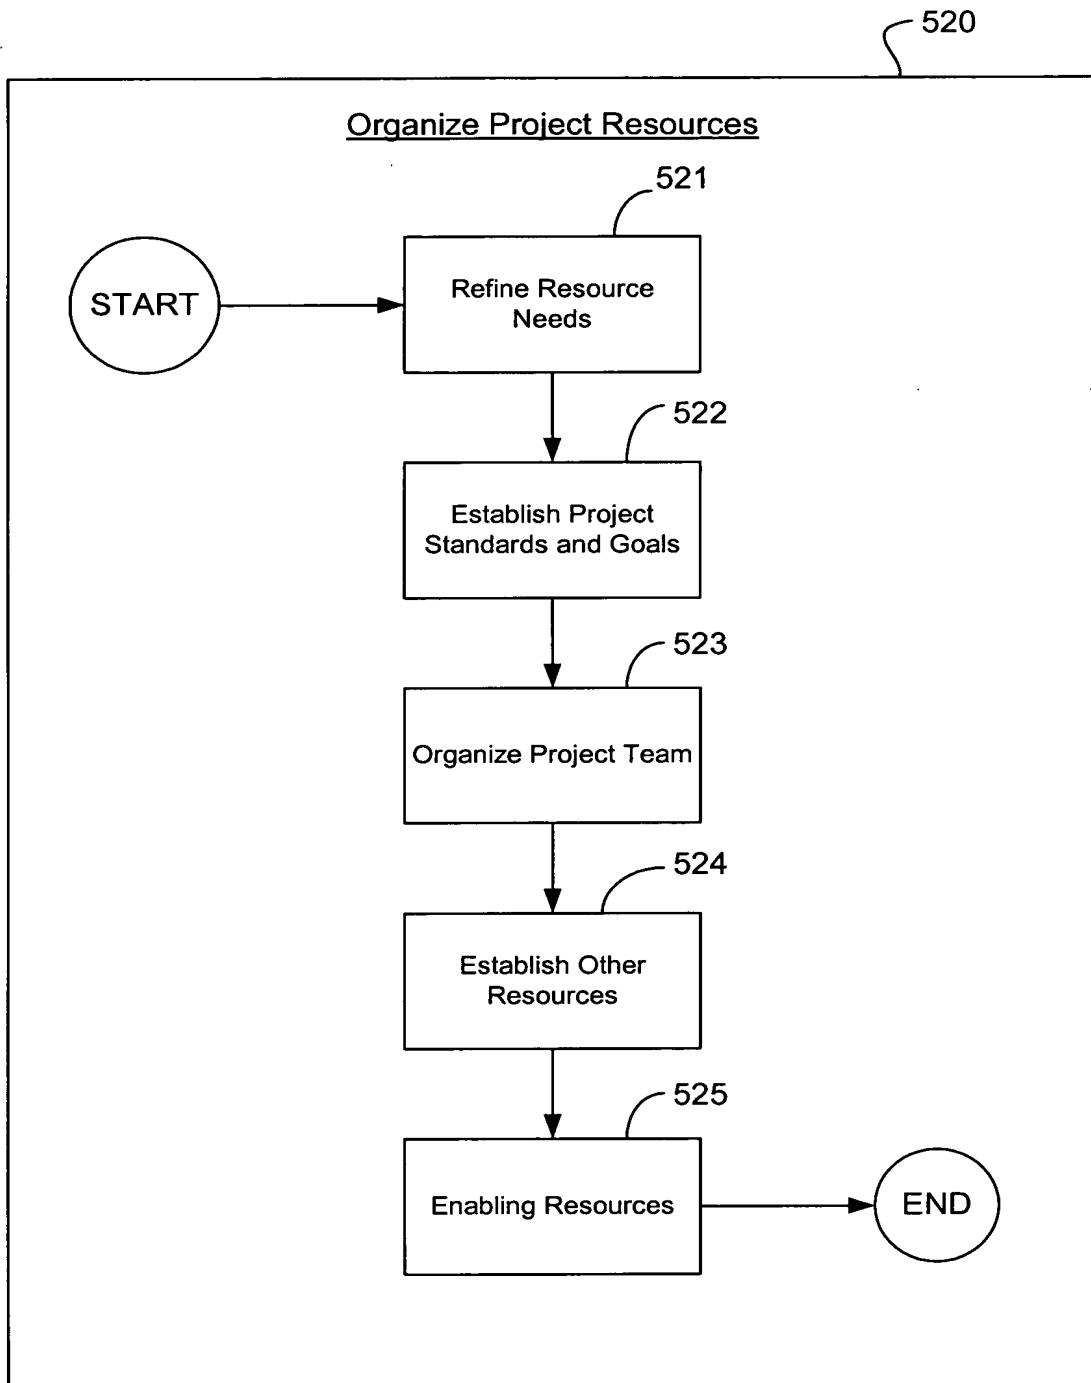 520
Organize Project Resources
521
START
Refine Resource
Needs
522
Establish Project
Standards and Goals
523
Organize Project Team
524
Establish Other
Resources
525
Enabling Resources
END